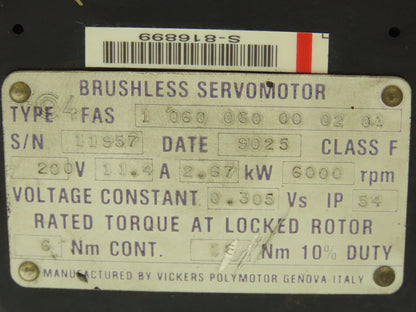 S-816899
BRUSHLESS SERVOMOTOR
TYPE FAS 1 060 060 00 02 01
S/N 11957 DATE 9025 CLASS F
200V 11.4 A 2.67 kW 6000 rpm
VOLTAGE CONSTANT 0.305 Vs IP 54
RATED TORQUE AT LOCKED ROTOR
6 Nm CONT. Nm 10% DUTY
MANUFACTURED BY VICKERS POLYMOTOR GENOVA ITALY